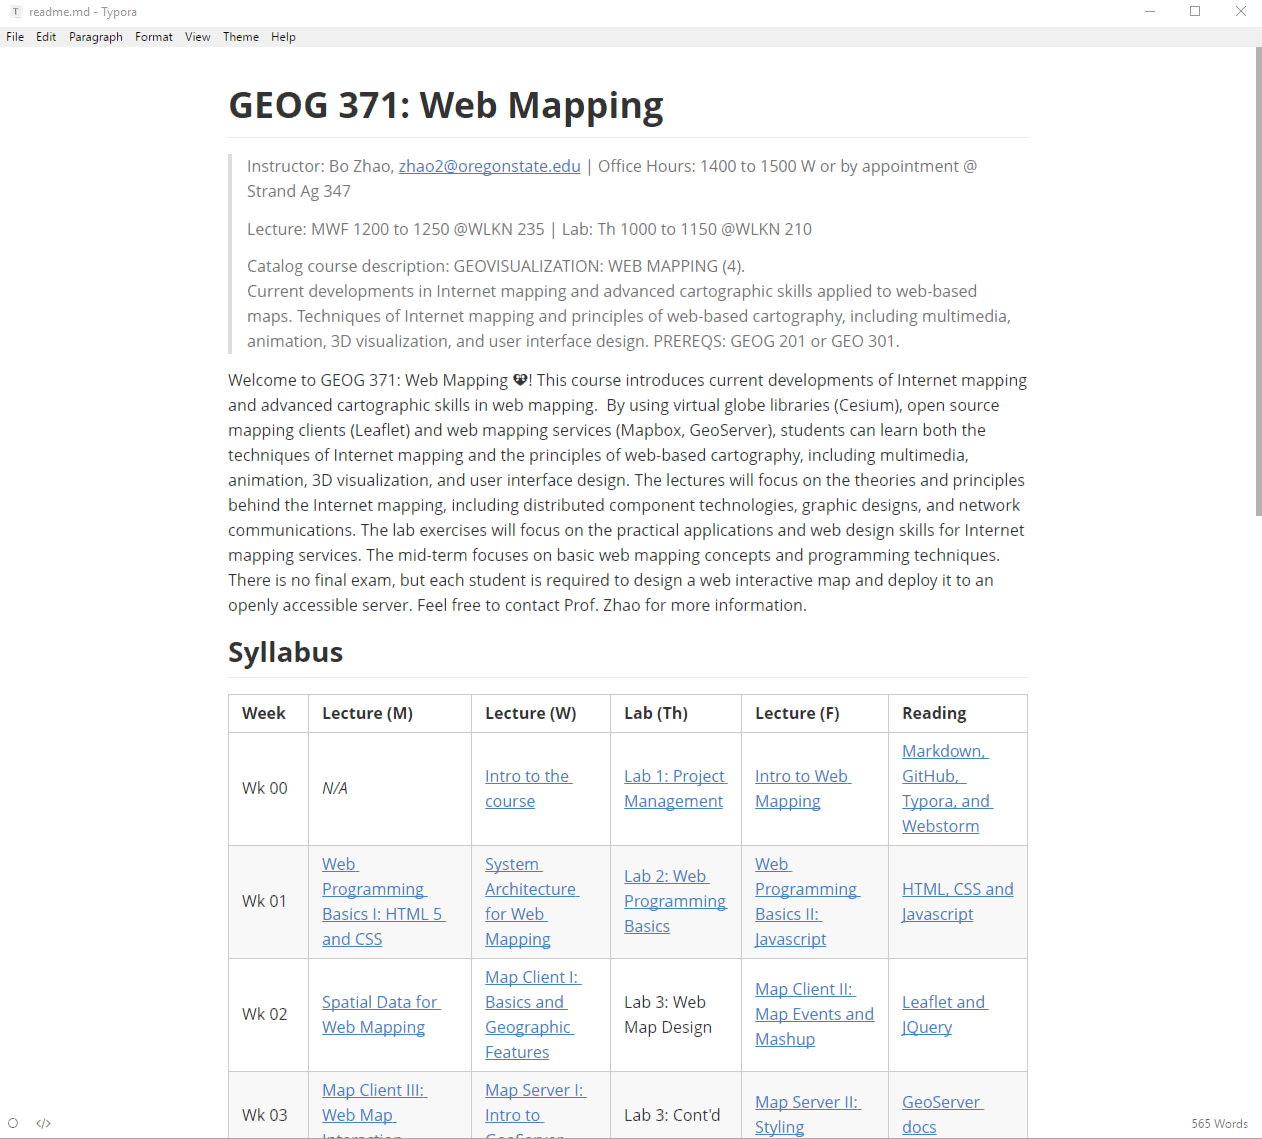 readme.md - Typora
File Edit Paragraph Format View Theme Help
GEOG 371: Web Mapping
Instructor: Bo Zhao, zhao2@oregonstate.edu | Office Hours: 1400 to 1500 W or by appointment @
Strand Ag 347
Lecture: MWF 1200 to 1250 @WLKN 235 | Lab: Th 1000 to 1150 @WLKN 210
Catalog course description: GEOVISUALIZATION: WEB MAPPING (4).
Current developments in Internet mapping and advanced cartographic skills applied to web-based
maps. Techniques of Internet mapping and principles of web-based cartography, including multimedia,
animation, 3D visualization, and user interface design. PREREQS: GEOG 201 or GEO 301.
Welcome to GEOG 371: Web Mapping ! This course introduces current developments of Internet mapping
and advanced cartographic skills in web mapping. By using virtual globe libraries (Cesium), open source
mapping clients (Leaflet) and web mapping services (Mapbox, GeoServer), students can learn both the
techniques of Internet mapping and the principles of web-based cartography, including multimedia,
animation, 3D visualization, and user interface design. The lectures will focus on the theories and principles
behind the Internet mapping, including distributed component technologies, graphic designs, and network
communications. The lab exercises will focus on the practical applications and web design skills for Internet
mapping services. The mid-term focuses on basic web mapping concepts and programming techniques.
There is no final exam, but each student is required to design a web interactive map and deploy it to an
openly accessible server. Feel free to contact Prof. Zhao for more information.
Syllabus
Week
Lecture (M)
Lecture (W)
Lab (Th)
Lecture (F)
Reading
Wk 00
N/A
Intro to the
course
Lab 1: Project
Management
Intro to Web
Mapping
Markdown,
GitHub,
Typora, and
Webstorm
Wk 01
Web
Programming
Basics I: HTML 5
and CSS
System
Architecture
for Web
Mapping
Lab 2: Web
Programming
Basics
Web
Programming
Basics II:
Javascript
HTML, CSS and
Javascript
Wk 02
Spatial Data for
Web Mapping
Map Client I:
Basics and
Geographic
Features
Lab 3: Web
Map Design
Map Client II:
Map Events and
Mashup
Leaflet and
JQuery
Wk 03
Map Client III:
Web Map
Map Server I:
Intro to
Lab 3: Cont'd
Map Server II:
Styling
GeoServer
docs
</> 565 Words